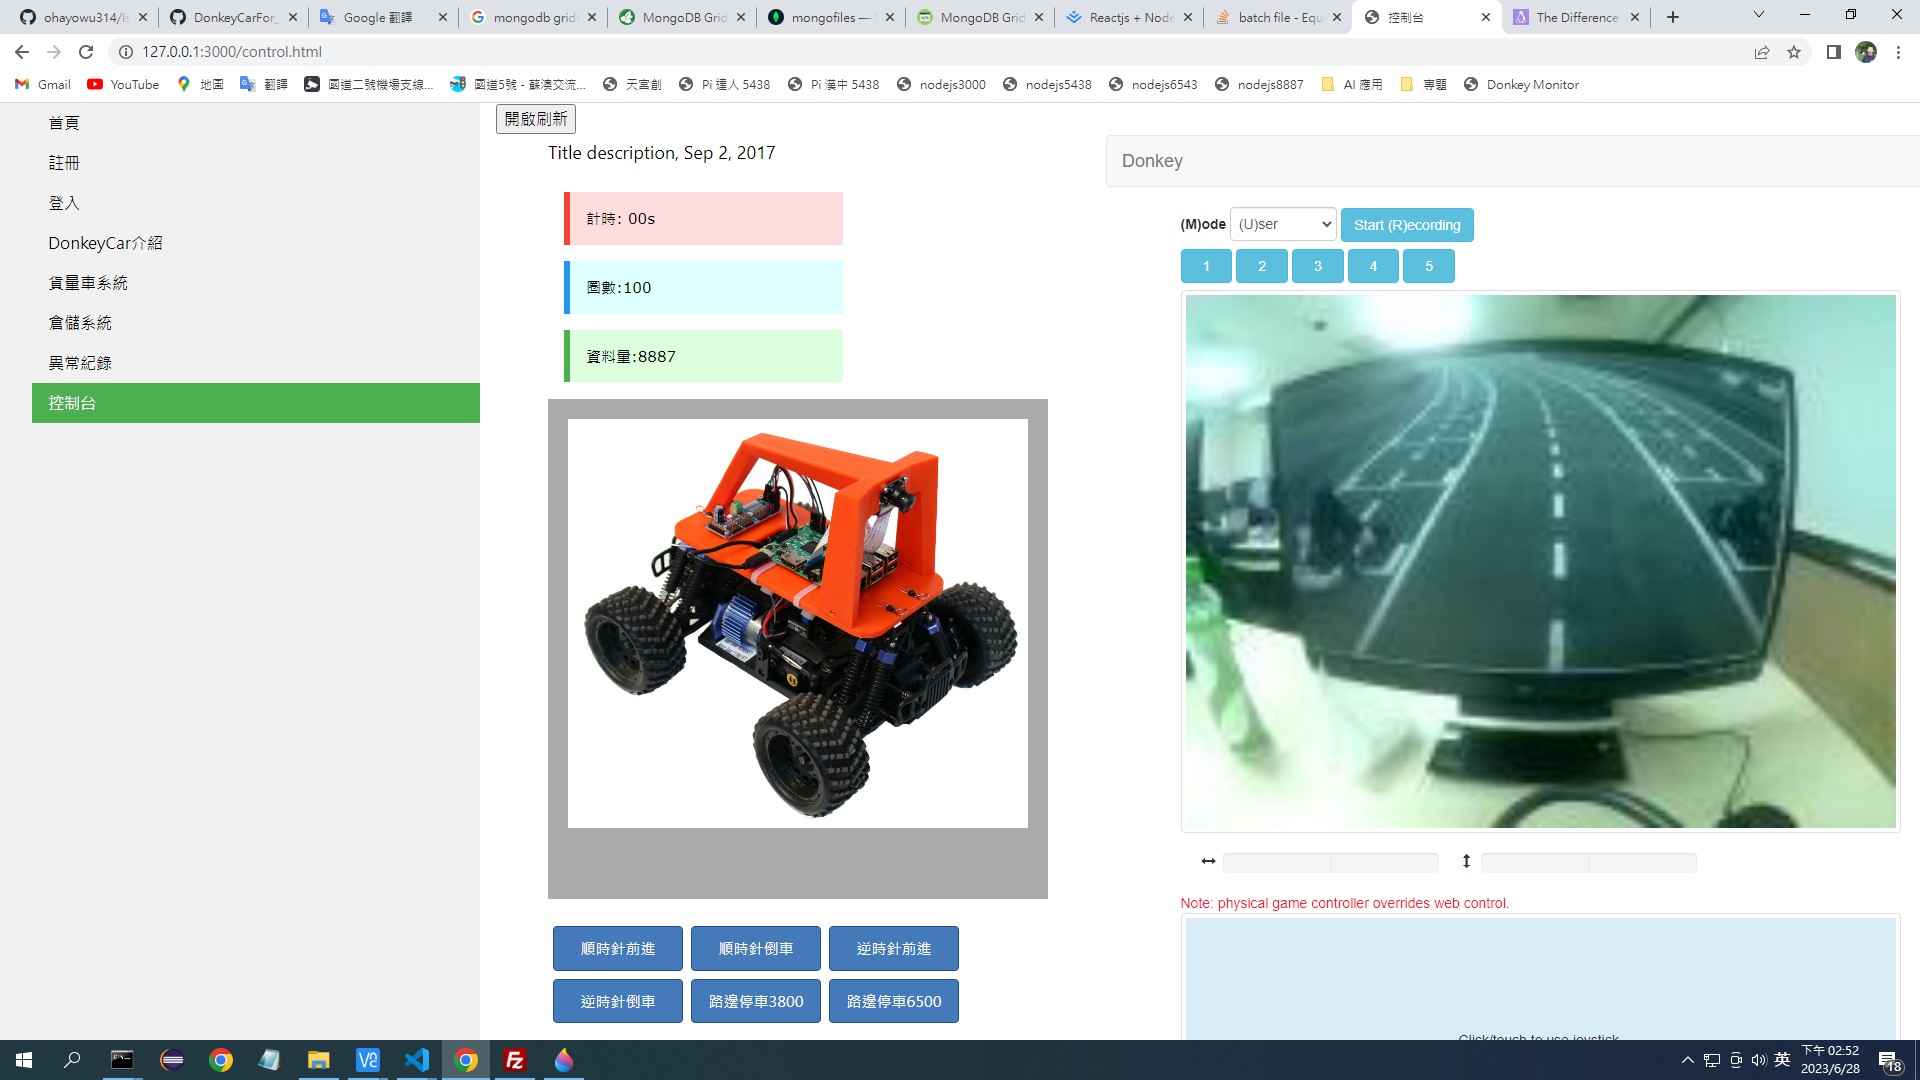 ohayowu314/ls
DonkeyCarFor_
Google 翻譯
mongodb gridf
MongoDB Grid
mongofiles —
MongoDB Grid
Reactjs + Node
batch file - Equ
控制台
The Difference
127.0.0.1:3000/control.html
Gmail
YouTube
地圖
翻譯
國道二號機場支線...
國道5號 - 蘇澳交流...
天宮創
Pi 達人 5438
Pi 漢中 5438
nodejs3000
nodejs5438
nodejs6543
nodejs8887
AI 應用
專題
Donkey Monitor
首頁
註冊
登入
DonkeyCar介紹
貨量車系統
倉儲系統
異常紀錄
控制台
開啟刷新
Title description, Sep 2, 2017
計時: 00s
圈數:100
資料量:8887
順時針前進
順時針倒車
逆時針前進
逆時針倒車
路邊停車3800
路邊停車6500
Donkey
(M)ode
(U)ser
Start (R)ecording
1
2
3
4
5
Note: physical game controller overrides web control.
Click/touch to use joystick
英
下午 02:52
2023/6/28
18